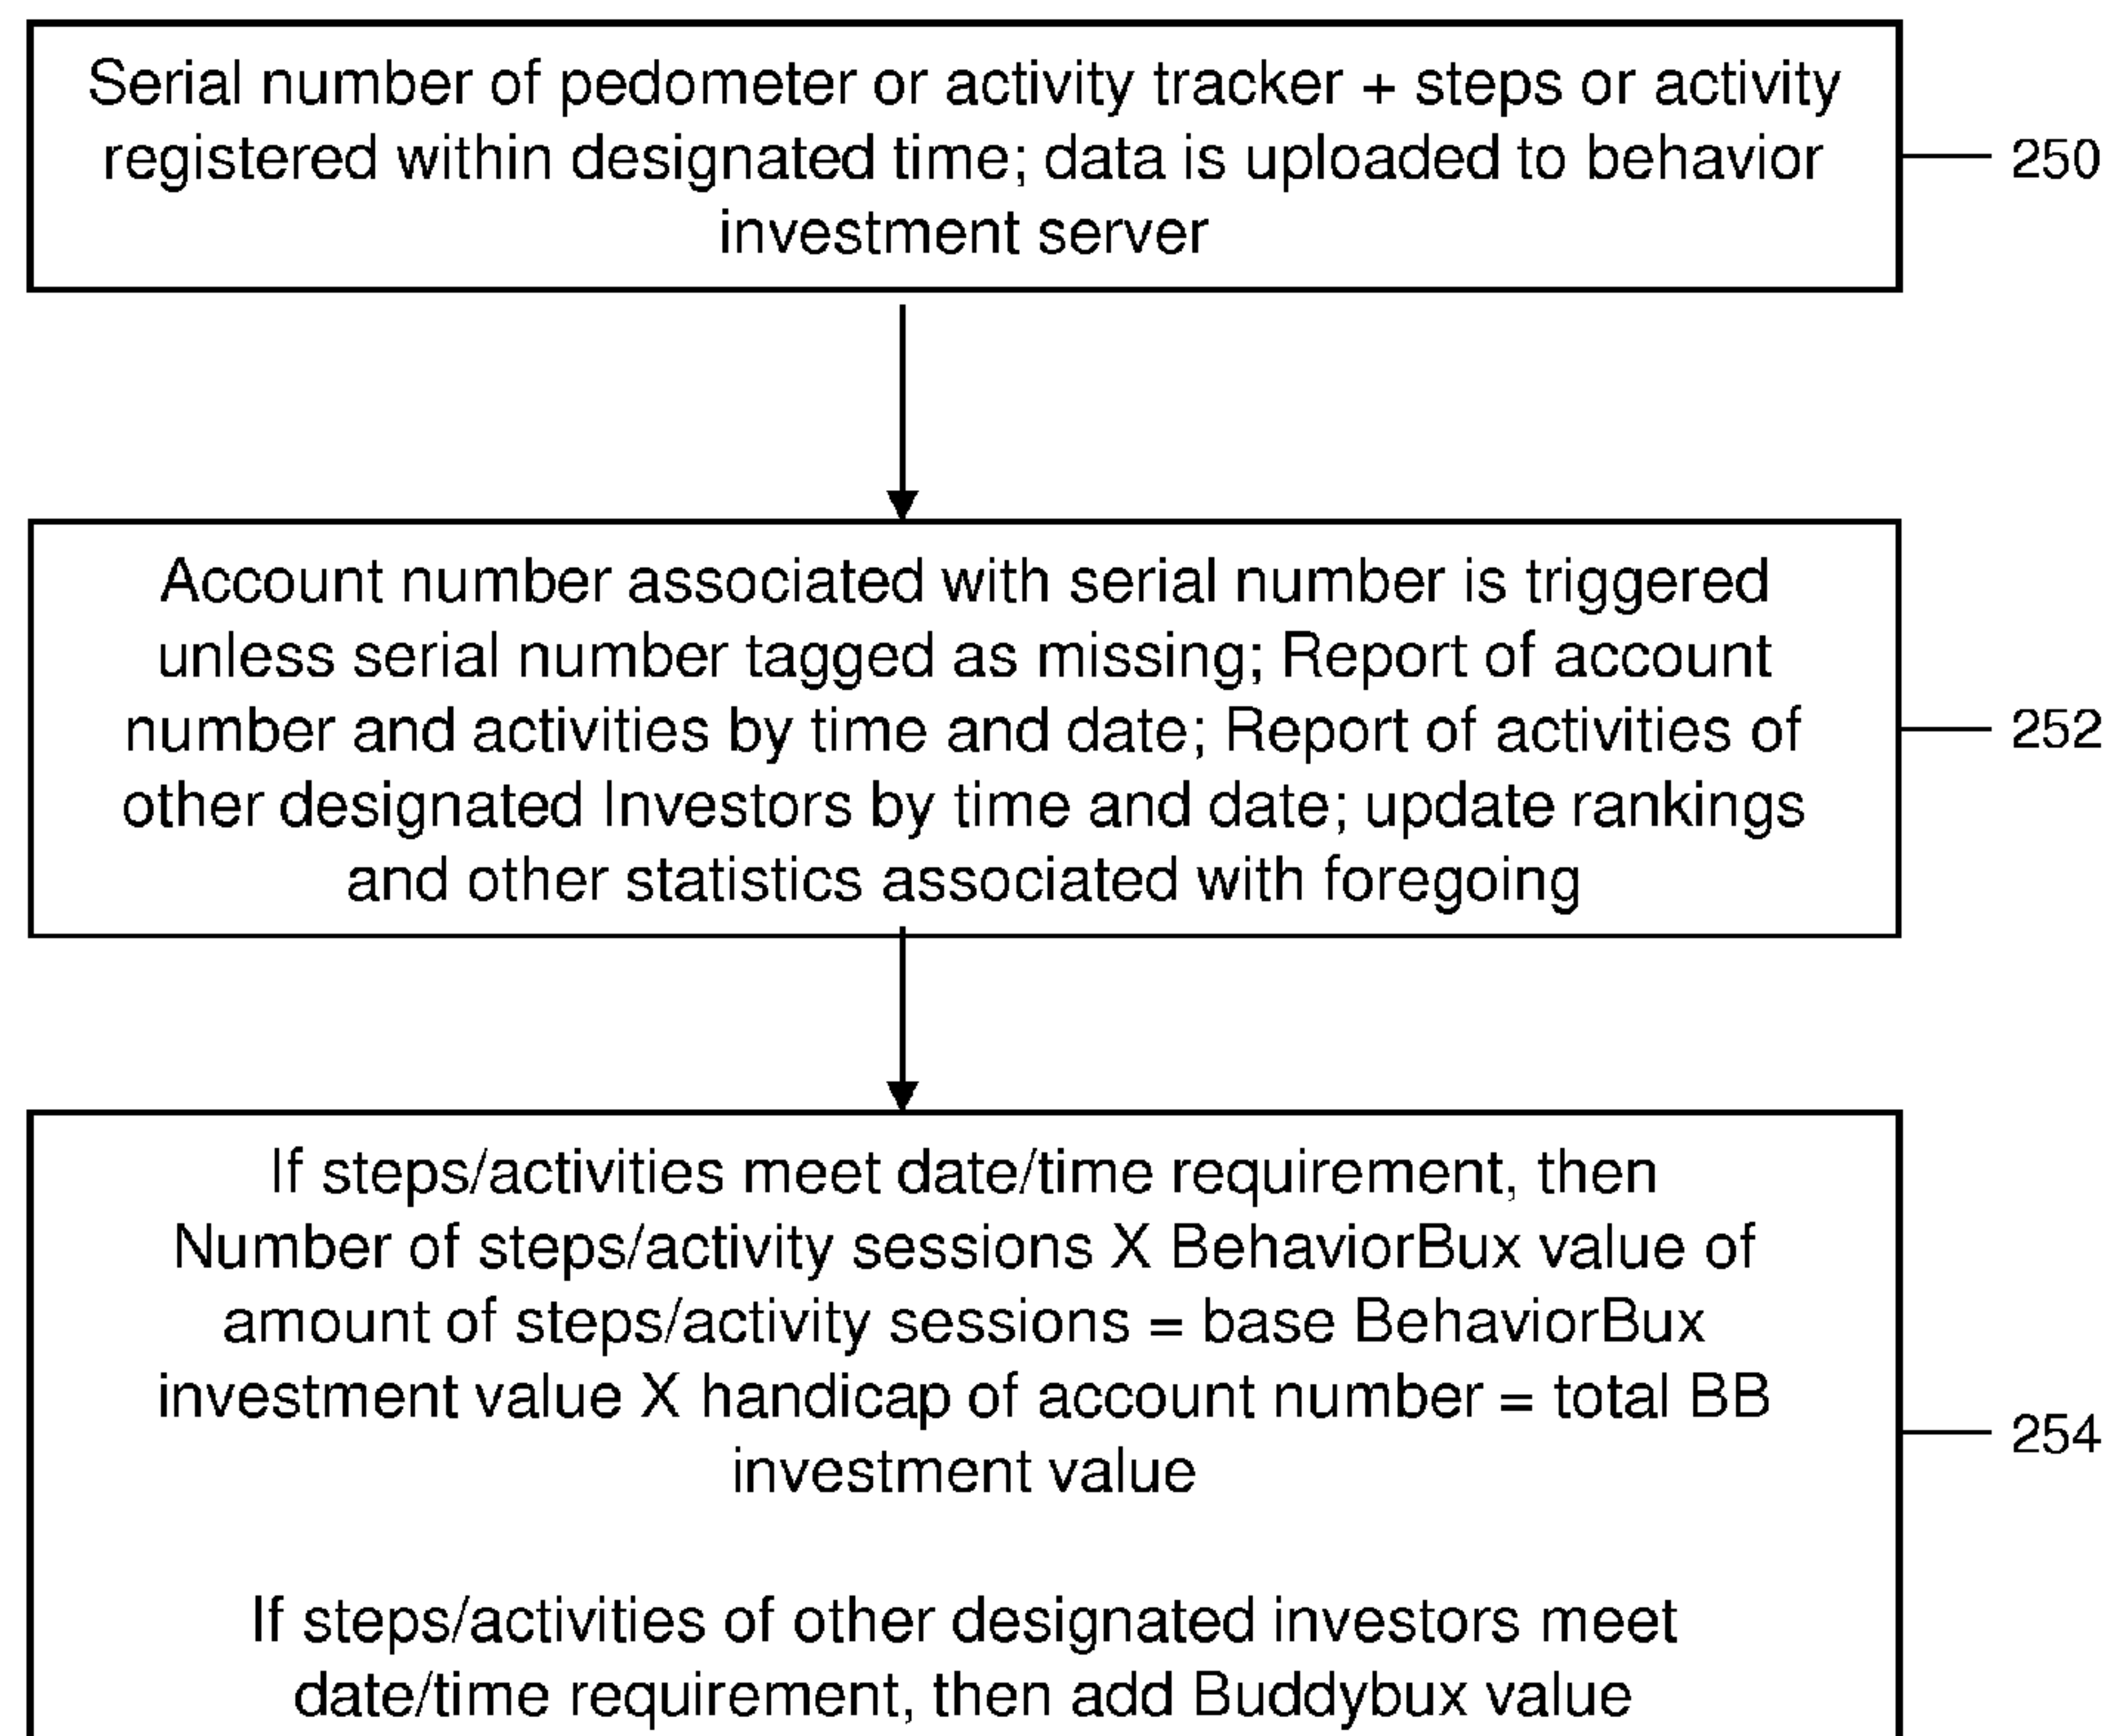 Serial number of pedometer or activity tracker + steps or activity
registered within designated time; data is uploaded to behavior
investment server
250
Account number associated with serial number is triggered
unless serial number tagged as missing; Report of account
number and activities by time and date; Report of activities of
other designated Investors by time and date; update rankings
and other statistics associated with foregoing
252
If steps/activities meet date/time requirement, then
Number of steps/activity sessions X BehaviorBux value of
amount of steps/activity sessions = base BehaviorBux
investment value X handicap of account number = total BB
investment value
254
If steps/activities of other designated investors meet
date/time requirement, then add Buddybux value